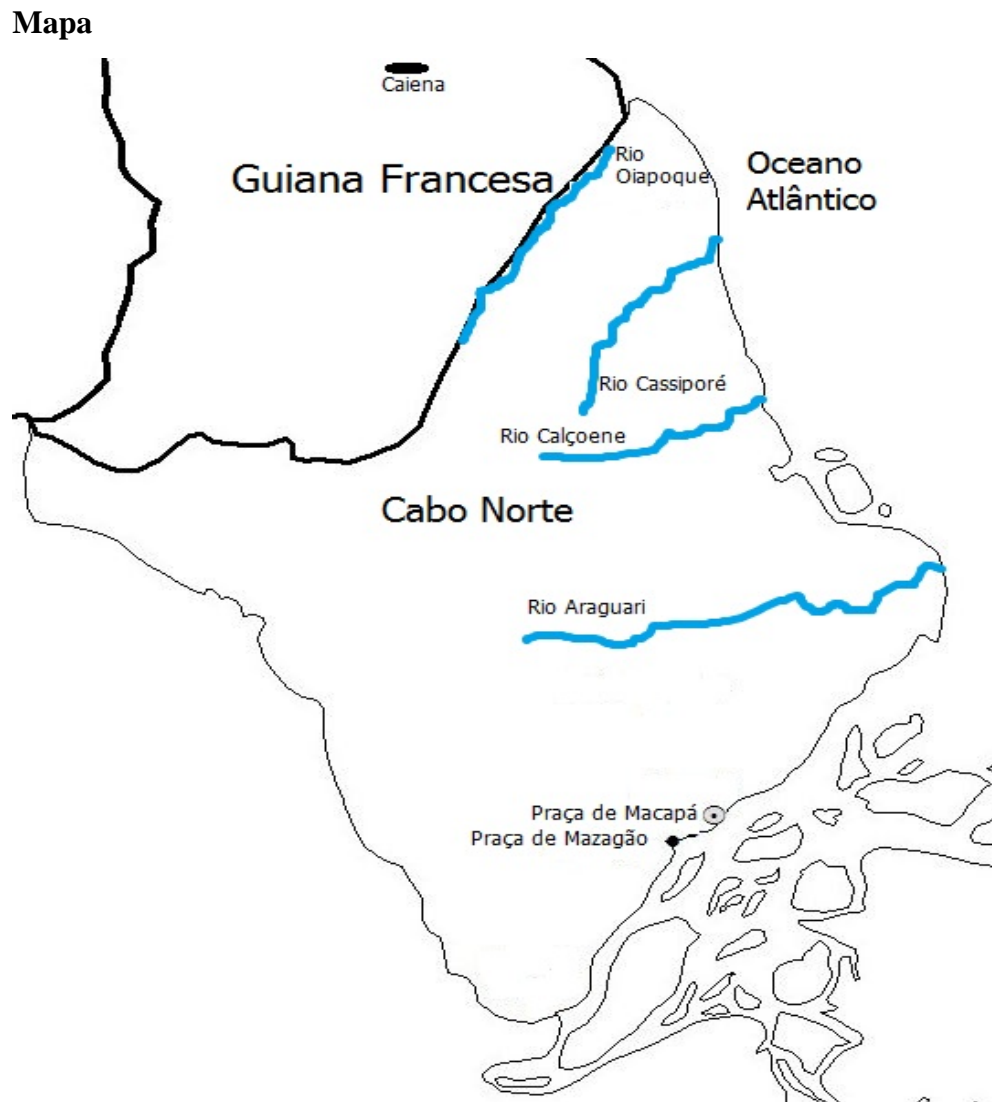 Mapa
Caiena
Guiana Francesa
Rio
Oiapoque
Oceano
Atlântico
Rio Cassiporé
Rio Calçoene
Cabo Norte
Rio Araguari
Praça de Macapá
Praça de Mazagão